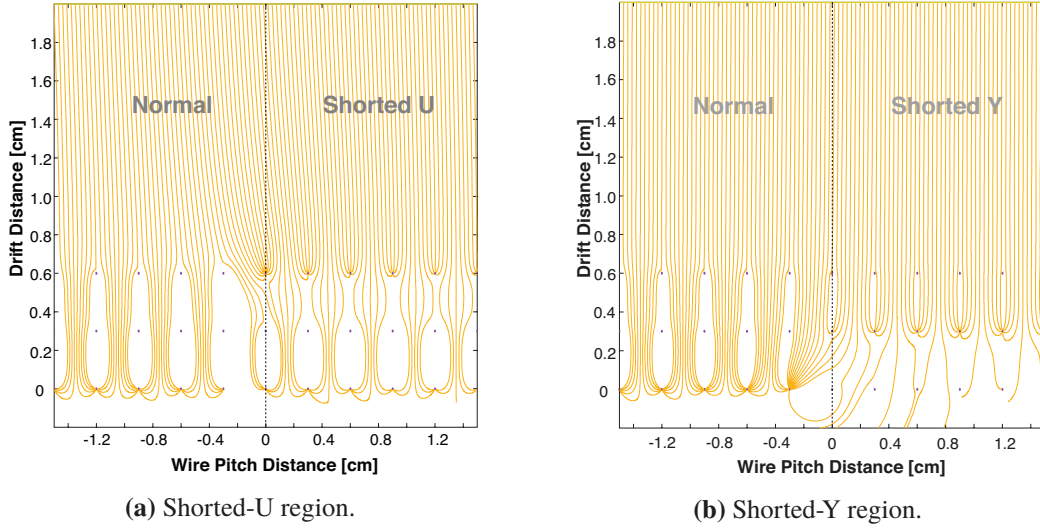 Normal
Shorted U
Drift Distance [cm]
1.8
1.6
1.4
1.2
1.0
0.8
0.6
0.4
0.2
0
-1.2 -0.8 -0.4 0 0.4 0.8 1.2
Wire Pitch Distance [cm]
(a) Shorted-U region.
Normal
Shorted Y
Drift Distance [cm]
1.8
1.6
1.4
1.2
1.0
0.8
0.6
0.4
0.2
0
-1.2 -0.8 -0.4 0 0.4 0.8 1.2
Wire Pitch Distance [cm]
(b) Shorted-Y region.